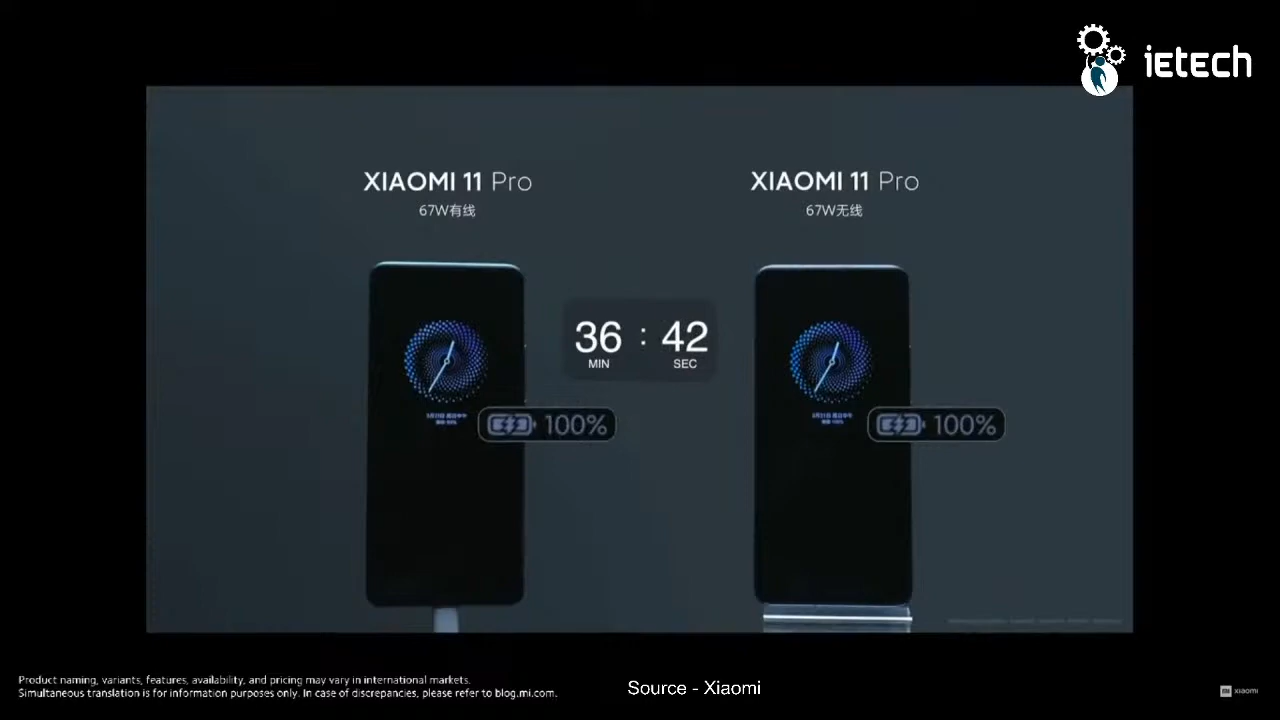 ietech
XIAOMI 11 Pro
67W有线
XIAOMI 11 Pro
67W无线
36 : 42
MIN SEC
100%
100%
Product naming, variants, features, availability, and pricing may vary in international markets.
Simultaneous translation is for information purposes only. In case of discrepancies, please refer to blog.mi.com.
Source - Xiaomi
mi xiaomi